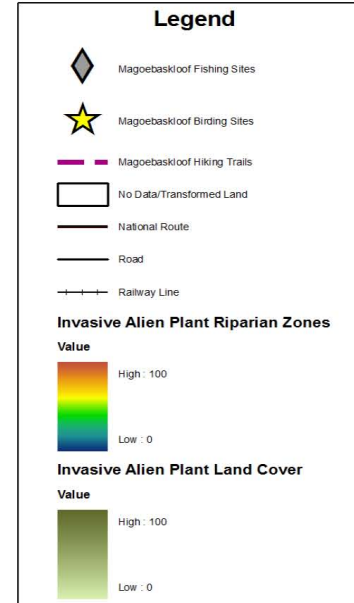 Legend
Magoebaskloof Fishing Sites
Magoebaskloof Birding Sites
Magoebaskloof Hiking Trails
No Data/Transformed Land
National Route
Road
Railway Line
Invasive Alien Plant Riparian Zones
Value
High : 100
Low : 0
Invasive Alien Plant Land Cover
Value
High : 100
Low : 0